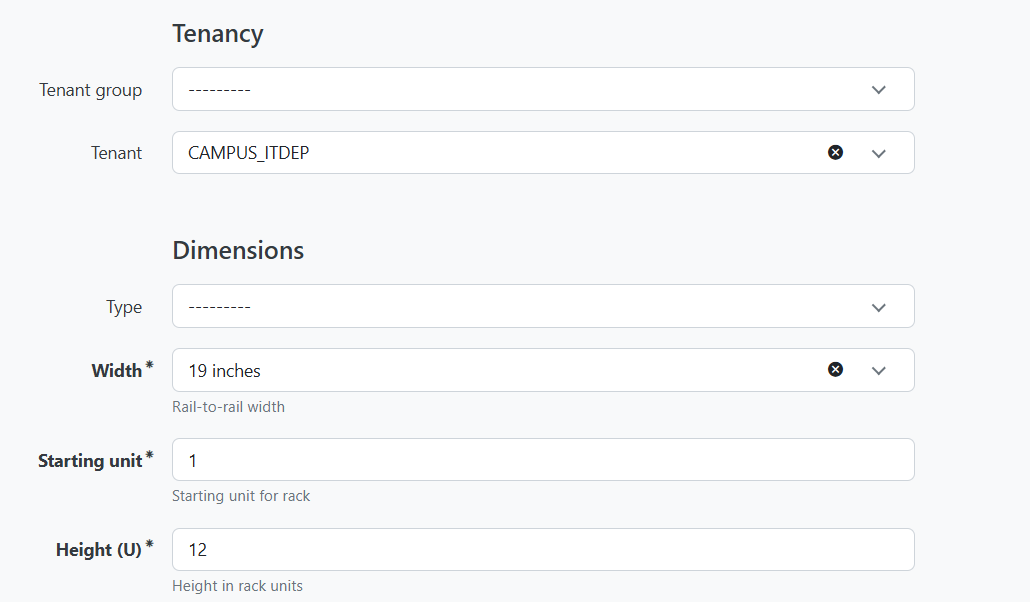 Tenancy
Tenant group ---------
Tenant CAMPUS_ITDEP
Dimensions
Type ---------
Width * 19 inches
Rail-to-rail width
Starting unit * 1
Starting unit for rack
Height (U) * 12
Height in rack units